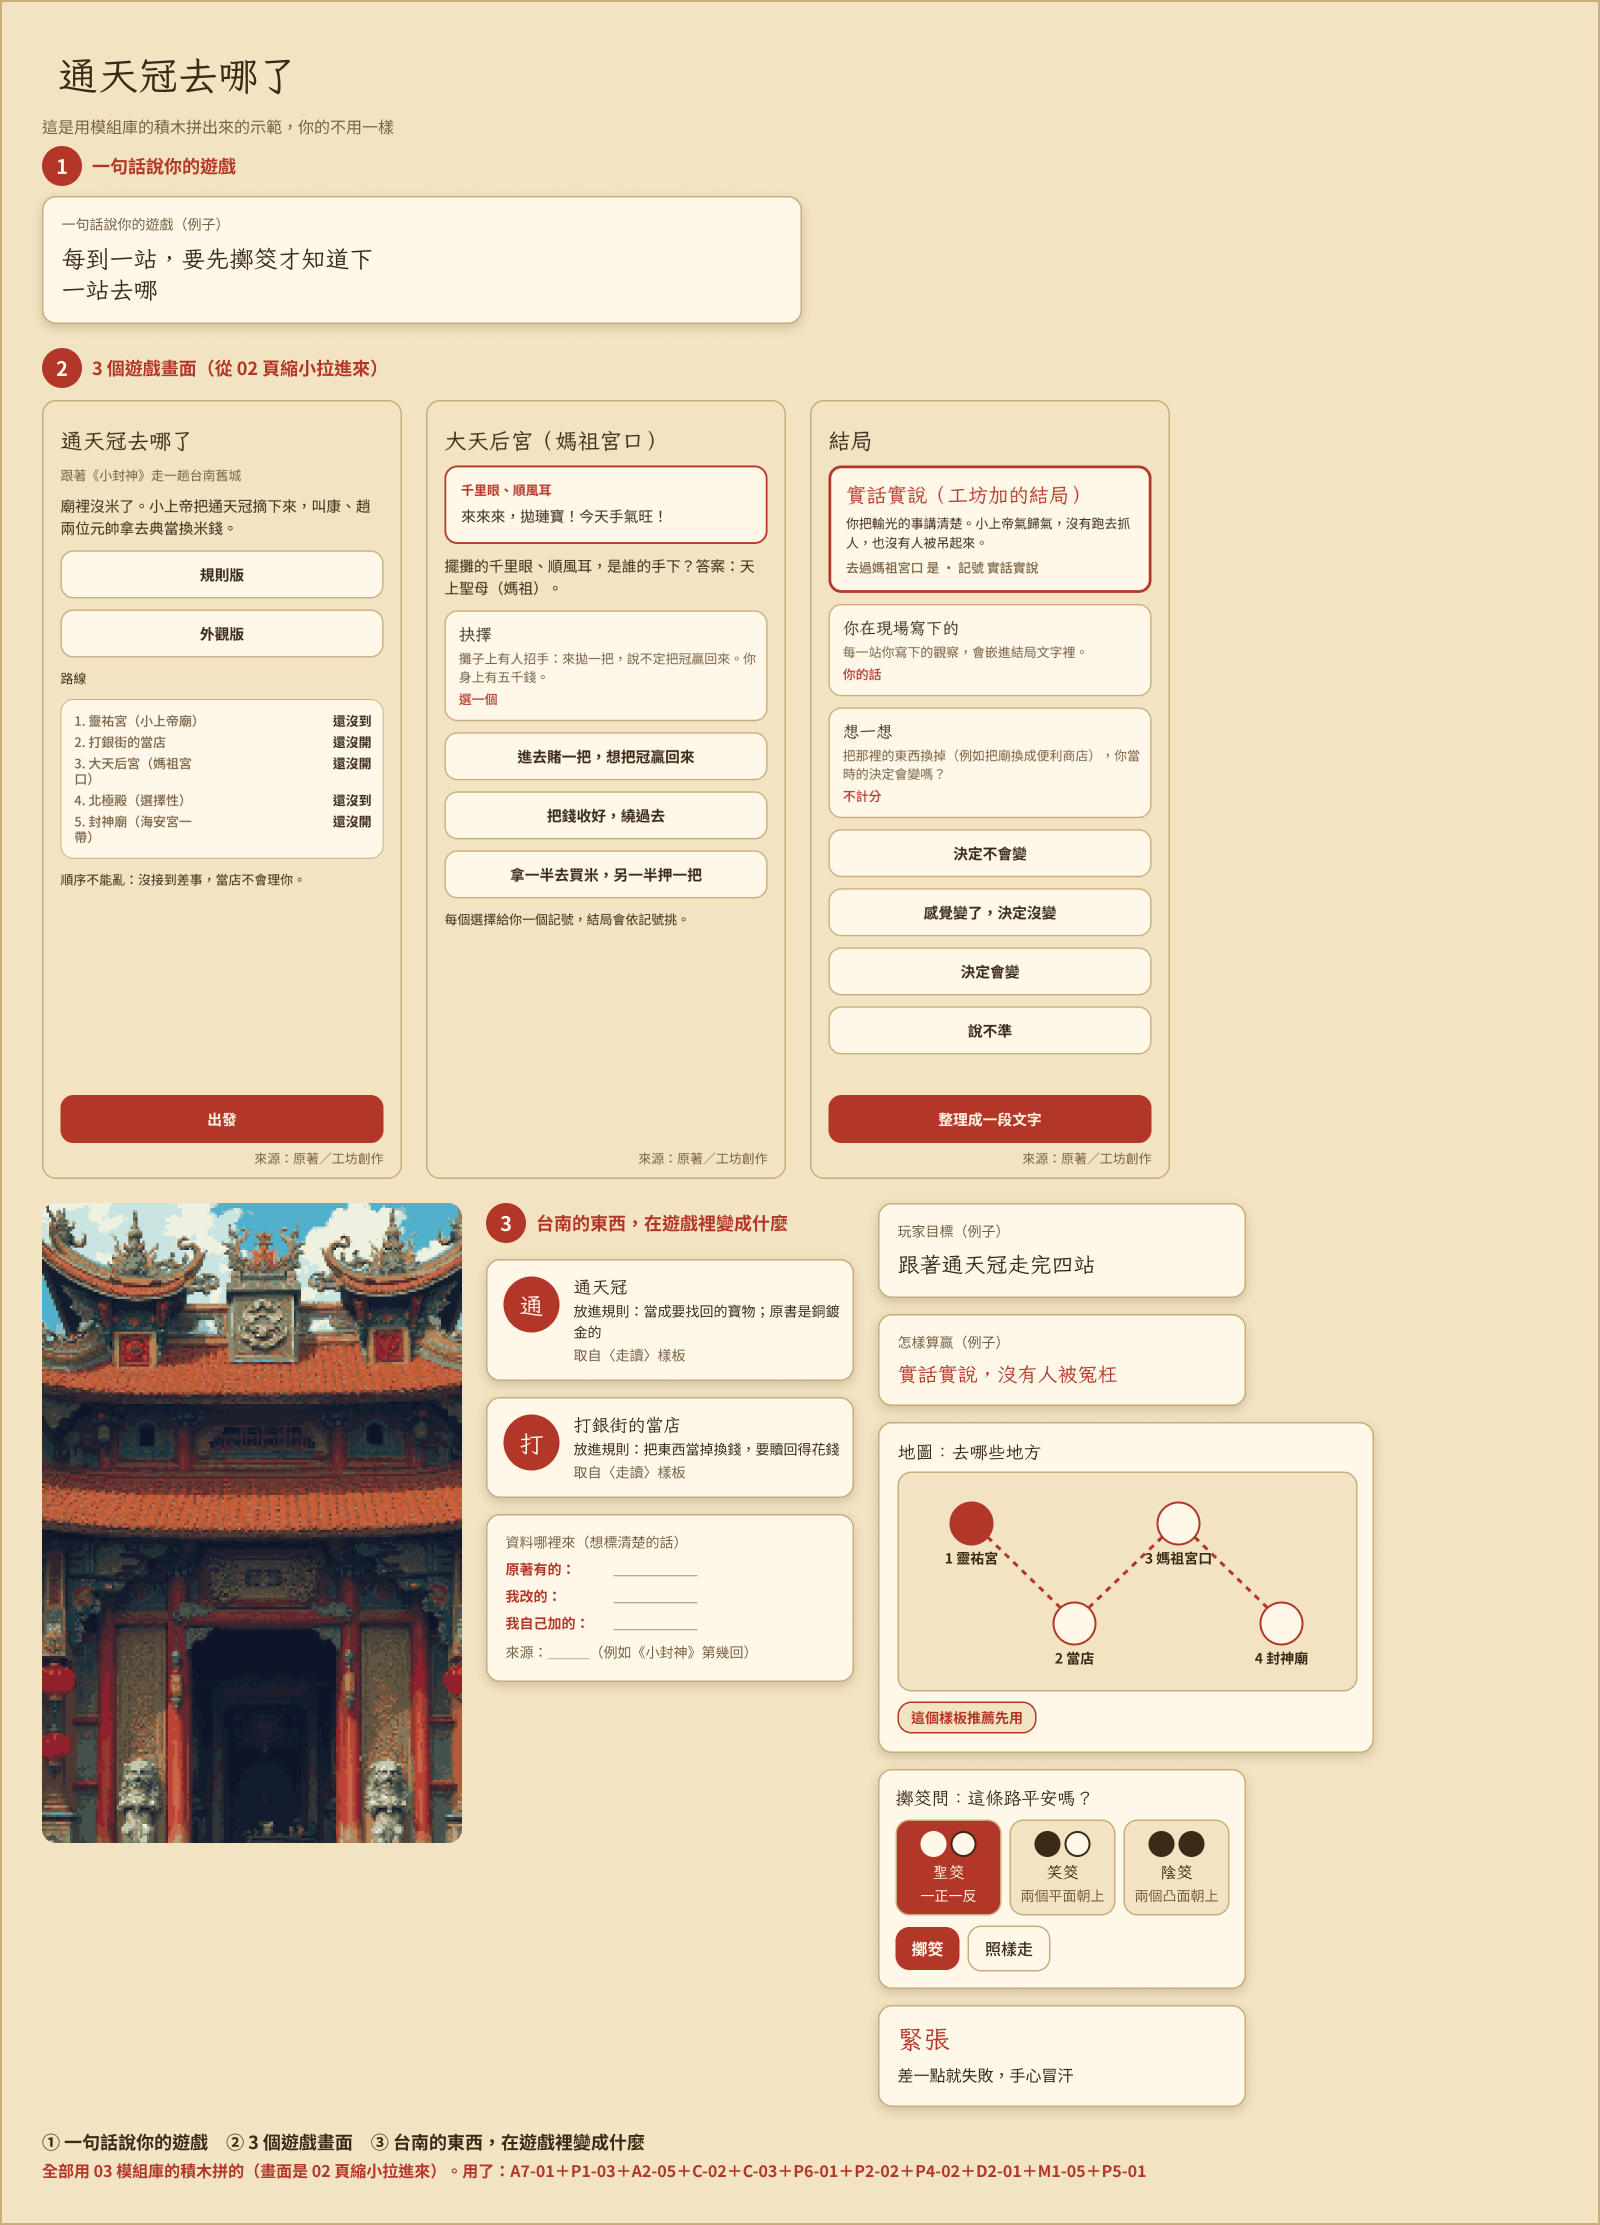 通天冠去哪了
這是用模組庫的積木拼出來的示範，你的不用一樣
1 一句話說你的遊戲
一句話說你的遊戲（例子）
每到一站，要先擲筊才知道下
一站去哪
2 3 個遊戲畫面（從 02 頁縮小拉進來）
通天冠去哪了
跟著《小封神》走一趟台南舊城
廟裡沒米了。小上帝把通天冠摘下來，叫康、趙
兩位元帥拿去典當換米錢。
規則版
外觀版
路線
1. 靈祐宮（小上帝廟） 還沒到
2. 打銀街的當店 還沒開
3. 大天后宮（媽祖宮 還沒開
口）
4. 北極殿（選擇性） 還沒到
5. 封神廟（海安宮一 還沒開
帶）
順序不能亂：沒接到差事，當店不會理你。
出發
來源：原著／工坊創作
大天后宮（媽祖宮口）
千里眼、順風耳
來來來，拋璉寶！今天手氣旺！
擺攤的千里眼、順風耳，是誰的手下？答案：天
上聖母（媽祖）。
抉擇
攤子上有人招手：來拋一把，說不定把冠贏回來。你
身上有五千錢。
選一個
進去賭一把，想把冠贏回來
把錢收好，繞過去
拿一半去買米，另一半押一把
每個選擇給你一個記號，結局會依記號挑。
來源：原著／工坊創作
結局
實話實說（工坊加的結局）
你把輸光的事講清楚。小上帝氣歸氣，沒有跑去抓
人，也沒有人被吊起來。
去過媽祖宮口 是 · 記號 實話實說
你在現場寫下的
每一站你寫下的觀察，會嵌進結局文字裡。
你的話
想一想
把那裡的東西換掉（例如把廟換成便利商店），你當
時的決定會變嗎？
不計分
決定不會變
感覺變了，決定沒變
決定會變
說不準
整理成一段文字
來源：原著／工坊創作
3 台南的東西，在遊戲裡變成什麼
通
通天冠
放進規則：當成要找回的寶物；原書是銅鍍
金的
取自〈走讀〉樣板
打
打銀街的當店
放進規則：把東西當掉換錢，要贖回得花錢
取自〈走讀〉樣板
資料哪裡來（想標清楚的話）
原著有的： ____________
我改的： ____________
我自己加的： ____________
來源：______（例如《小封神》第幾回）
玩家目標（例子）
跟著通天冠走完四站
怎樣算贏（例子）
實話實說，沒有人被冤枉
地圖：去哪些地方
1 靈祐宮
3 媽祖宮口
2 當店
4 封神廟
這個樣板推薦先用
擲筊問：這條路平安嗎？
聖筊
一正一反
笑筊
兩個平面朝上
陰筊
兩個凸面朝上
擲筊
照樣走
緊張
差一點就失敗，手心冒汗
① 一句話說你的遊戲 ② 3 個遊戲畫面 ③ 台南的東西，在遊戲裡變成什麼
全部用 03 模組庫的積木拼的（畫面是 02 頁縮小拉進來）。用了：A7-01＋P1-03＋A2-05＋C-02＋C-03＋P6-01＋P2-02＋P4-02＋D2-01＋M1-05＋P5-01